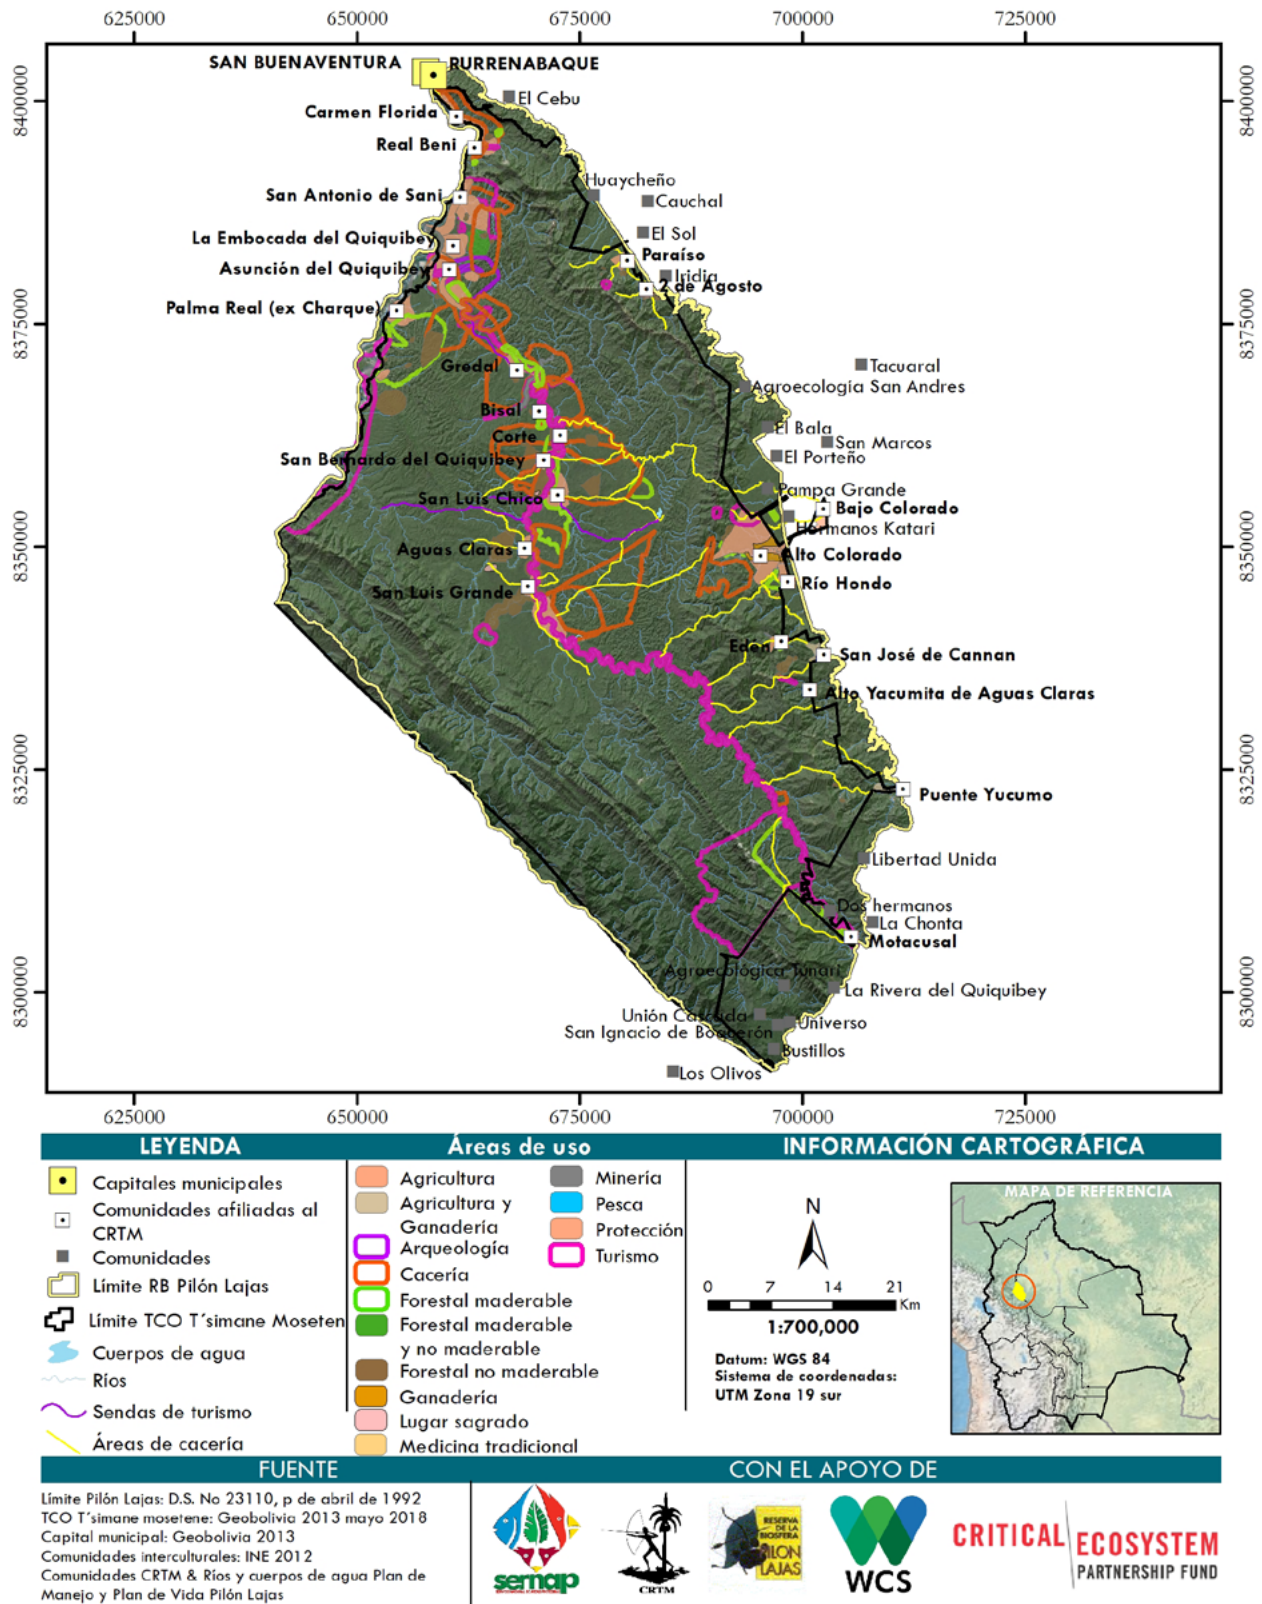 625000 650000 675000 700000 725000
8400000
8375000
8350000
8325000
8300000
8400000
8375000
8350000
8325000
8300000
SAN BUENAVENTURA
RURRENABAQUE
El Cebu
Carmen Florida
Real Beni
Huaycheño
San Antonio de Sani
Cauchal
La Embocada del Quiquibey
El Sol
Paraíso
Asunción del Quiquibey
Iridia
2 de Agosto
Palma Real (ex Charque)
Gredal
Tacuaral
Agroecología San Andres
Bisal
El Bala
Corte
San Marcos
San Bernardo del Quiquibey
El Porteño
Pampa Grande
San Luis Chico
Bajo Colorado
Hermanos Katari
Aguas Claras
Alto Colorado
San Luis Grande
Río Hondo
Edén
San José de Cannan
Alto Yacumita de Aguas Claras
Puente Yucumo
Libertad Unida
Dos hermanos
La Chonta
Motacusal
Agroecológica Tunari
La Rivera del Quiquibey
Unión Cascada
Universo
San Ignacio de Boquerón
Bustillos
Los Olivos
625000 650000 675000 700000 725000
LEYENDA
Capitales municipales
Comunidades afiliadas al
CRTM
Comunidades
Límite RB Pilón Lajas
Límite TCO T´simane Moseten
Cuerpos de agua
Ríos
Sendas de turismo
Áreas de cacería
Áreas de uso
Agricultura
Agricultura y
Ganadería
Arqueología
Cacería
Forestal maderable
Forestal maderable
y no maderable
Forestal no maderable
Ganadería
Lugar sagrado
Medicina tradicional
Minería
Pesca
Protección
Turismo
INFORMACIÓN CARTOGRÁFICA
N
0 7 14 21
Km
1:700,000
Datum: WGS 84
Sistema de coordenadas:
UTM Zona 19 sur
MAPA DE REFERENCIA
FUENTE
Límite Pilón Lajas: D.S. No 23110, p de abril de 1992
TCO T´simane mosetene: Geobolivia 2013 mayo 2018
Capital municipal: Geobolivia 2013
Comunidades interculturales: INE 2012
Comunidades CRTM & Ríos y cuerpos de agua Plan de
Manejo y Plan de Vida Pilón Lajas
CON EL APOYO DE
sernap
CRTM
RESERVA
DE LA
BIOSFERA
PILON
LAJAS
WCS
CRITICAL ECOSYSTEM
PARTNERSHIP FUND